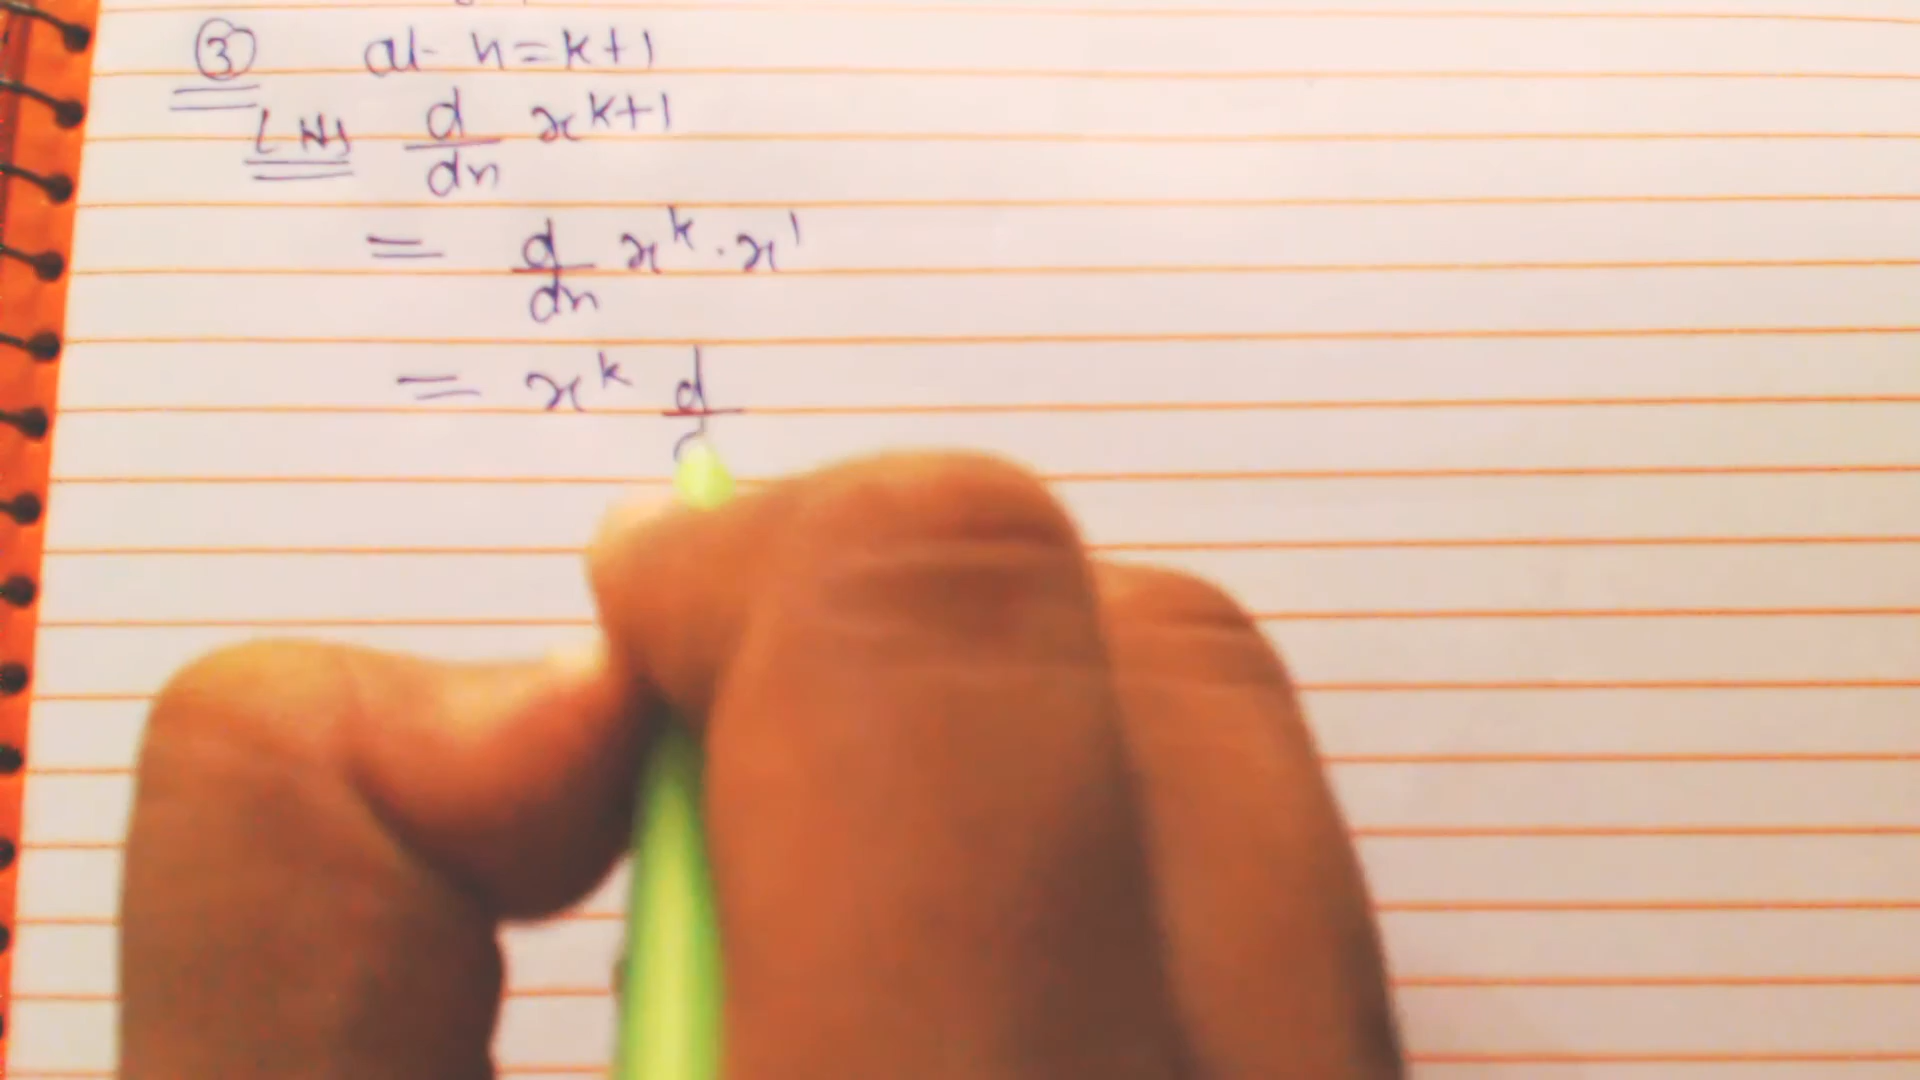 ③ at n=k+1
LHS d/dx x^k+1
= d/dx x^k . x^1
= x^k d/d